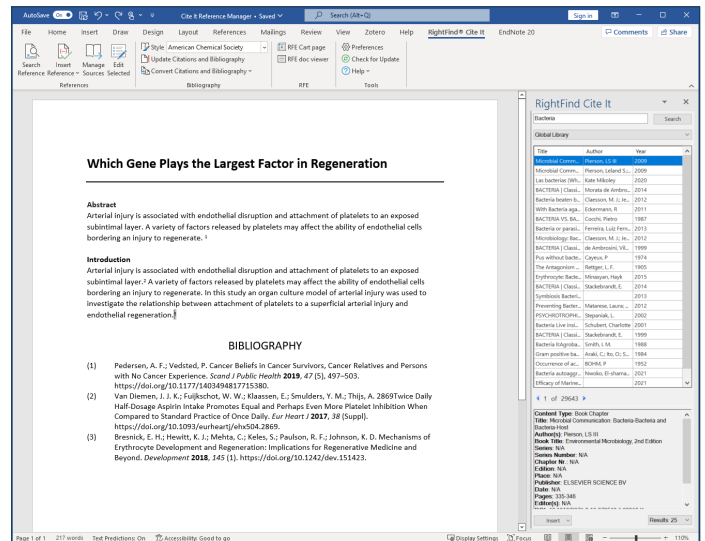 AutoSave On Cite It Reference Manager • Saved Search (Alt+Q) Sign in
File Home Insert Draw Design Layout References Mailings Review View Zotero Help RightFind® Cite It EndNote 20 Comments Share
Search Reference
Insert Reference
Manage Sources
Edit Selected
References
Style American Chemical Society
Update Citations and Bibliography
Convert Citations and Bibliography
Bibliography
RFE Cart page
RFE doc viewer
RFE
Preferences
Check for Update
Help
Tools
Which Gene Plays the Largest Factor in Regeneration
Abstract
Arterial injury is associated with endothelial disruption and attachment of platelets to an exposed
subintimal layer. A variety of factors released by platelets may affect the ability of endothelial cells
bordering an injury to regenerate. ¹
Introduction
Arterial injury is associated with endothelial disruption and attachment of platelets to an exposed
subintimal layer.² A variety of factors released by platelets may affect the ability of endothelial cells
bordering an injury to regenerate. In this study an organ culture model of arterial injury was used to
investigate the relationship between attachment of platelets to a superficial arterial injury and
endothelial regeneration.³
BIBLIOGRAPHY
(1) Pedersen, A. F.; Vedsted, P. Cancer Beliefs in Cancer Survivors, Cancer Relatives and Persons
with No Cancer Experience. Scand J Public Health 2019, 47 (5), 497–503.
https://doi.org/10.1177/1403494817715380.
(2) Van Diemen, J. J. K.; Fuijkschot, W. W.; Klaassen, E.; Smulders, Y. M.; Thijs, A. 2869Twice Daily
Half-Dosage Aspirin Intake Promotes Equal and Perhaps Even More Platelet Inhibition When
Compared to Standard Practice of Once Daily. Eur Heart J 2017, 38 (Suppl).
https://doi.org/10.1093/eurheartj/ehx504.2869.
(3) Bresnick, E. H.; Hewitt, K. J.; Mehta, C.; Keles, S.; Paulson, R. F.; Johnson, K. D. Mechanisms of
Erythrocyte Development and Regeneration: Implications for Regenerative Medicine and
Beyond. Development 2018, 145 (1). https://doi.org/10.1242/dev.151423.
RightFind Cite It
Bacteria Search
Global Library
Title Author Year
Microbial Comm... Pierson, LS III 2009
Microbial Comm... Pierson, Leland S.;... 2009
Las bacterias (Wh... Kate Mikoley 2020
BACTERIA | Classi... Morata de Ambro... 2014
Bacteria beaten b... Claesson, M. J.; Je... 2012
With Bacteria aga... Eckermann, R. 2011
BACTERIA VS. BA... Cocchi, Pietro 1987
Bacteria or parasi... Ferreira, Luiz Fern... 2013
Microbiology: Bac... Claesson, M. J.; Je... 2012
BACTERIA | Classi... de Ambrosini, Vil... 1999
Pus without bacte... Cayeux, P 1974
The Antagonism ... Rettger, L. F. 1905
Erythrocyte: Bacte... Minasyan, Hayk 2015
BACTERIA | Classi... Stackebrandt, E. 2014
Symbiosis Bacteri... 2013
Preventing Bacter... Matarese, Laura; ... 2012
PSYCHROTROPHI... Stepaniak, L. 2002
Bacteria Live insi... Schubert, Charlotte 2001
BACTERIA | Classi... Stackebrandt, E. 1999
Bacteria ItAgroba... Smith, I. M. 1988
Gram positive ba... Araki, C.; Ito, O.; S... 1984
Occurrence of ac... BOHM, P 1952
Bacteria autoaggr... Nwoko, El-shama... 2021
Efficacy of Marine... 2021
1 of 29643
Content Type: Book Chapter
Title: Microbial Communication: Bacteria-Bacteria and
Bacteria-Host
Author(s): Pierson, LS III
Book Title: Environmental Microbiology, 2nd Edition
Series: N/A
Series Number: N/A
Chapter Nr.: N/A
Edition: N/A
Place: N/A
Publisher: ELSEVIER SCIENCE BV
Date: N/A
Pages: 335-346
Editor(s): N/A
Insert Results: 25
Page 1 of 1 217 words Text Predictions: On Accessibility: Good to go Display Settings Focus 110%